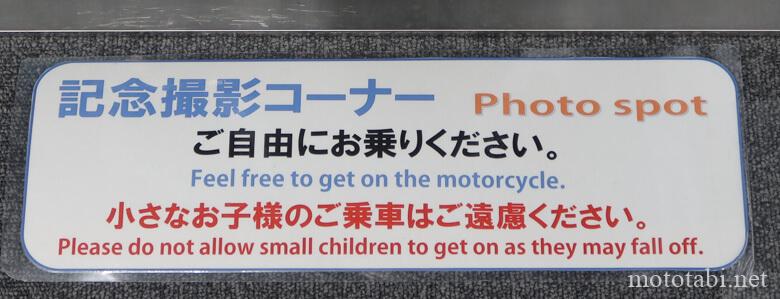 記念撮影コーナー Photo spot
ご自由にお乗りください。
Feel free to get on the motorcycle.
小さなお子様のご乗車はご遠慮ください。
Please do not allow small children to get on as they may fall off.
mototabi.net